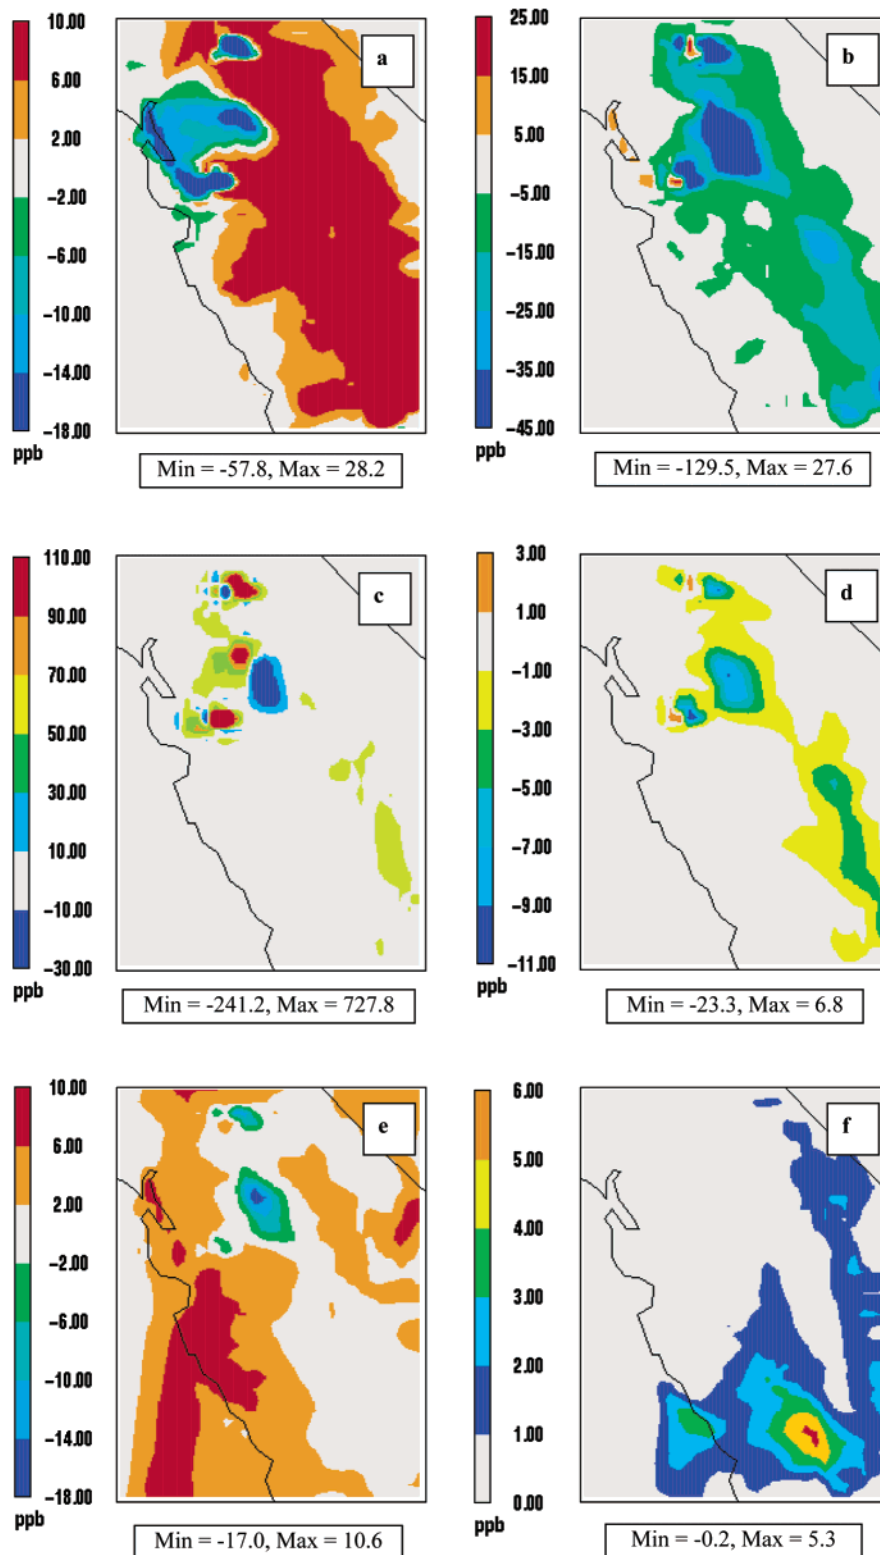 10.00
6.00
2.00
−2.00
−6.00
−10.00
−14.00
−18.00
ppb
a
Min = -57.8, Max = 28.2
25.00
15.00
5.00
−5.00
−15.00
−25.00
−35.00
−45.00
ppb
b
Min = -129.5, Max = 27.6
110.00
90.00
70.00
50.00
30.00
10.00
−10.00
−30.00
ppb
c
Min = -241.2, Max = 727.8
3.00
1.00
−1.00
−3.00
−5.00
−7.00
−9.00
−11.00
ppb
d
Min = -23.3, Max = 6.8
10.00
6.00
2.00
−2.00
−6.00
−10.00
−14.00
−18.00
ppb
e
Min = -17.0, Max = 10.6
6.00
5.00
4.00
3.00
2.00
1.00
0.00
ppb
f
Min = -0.2, Max = 5.3